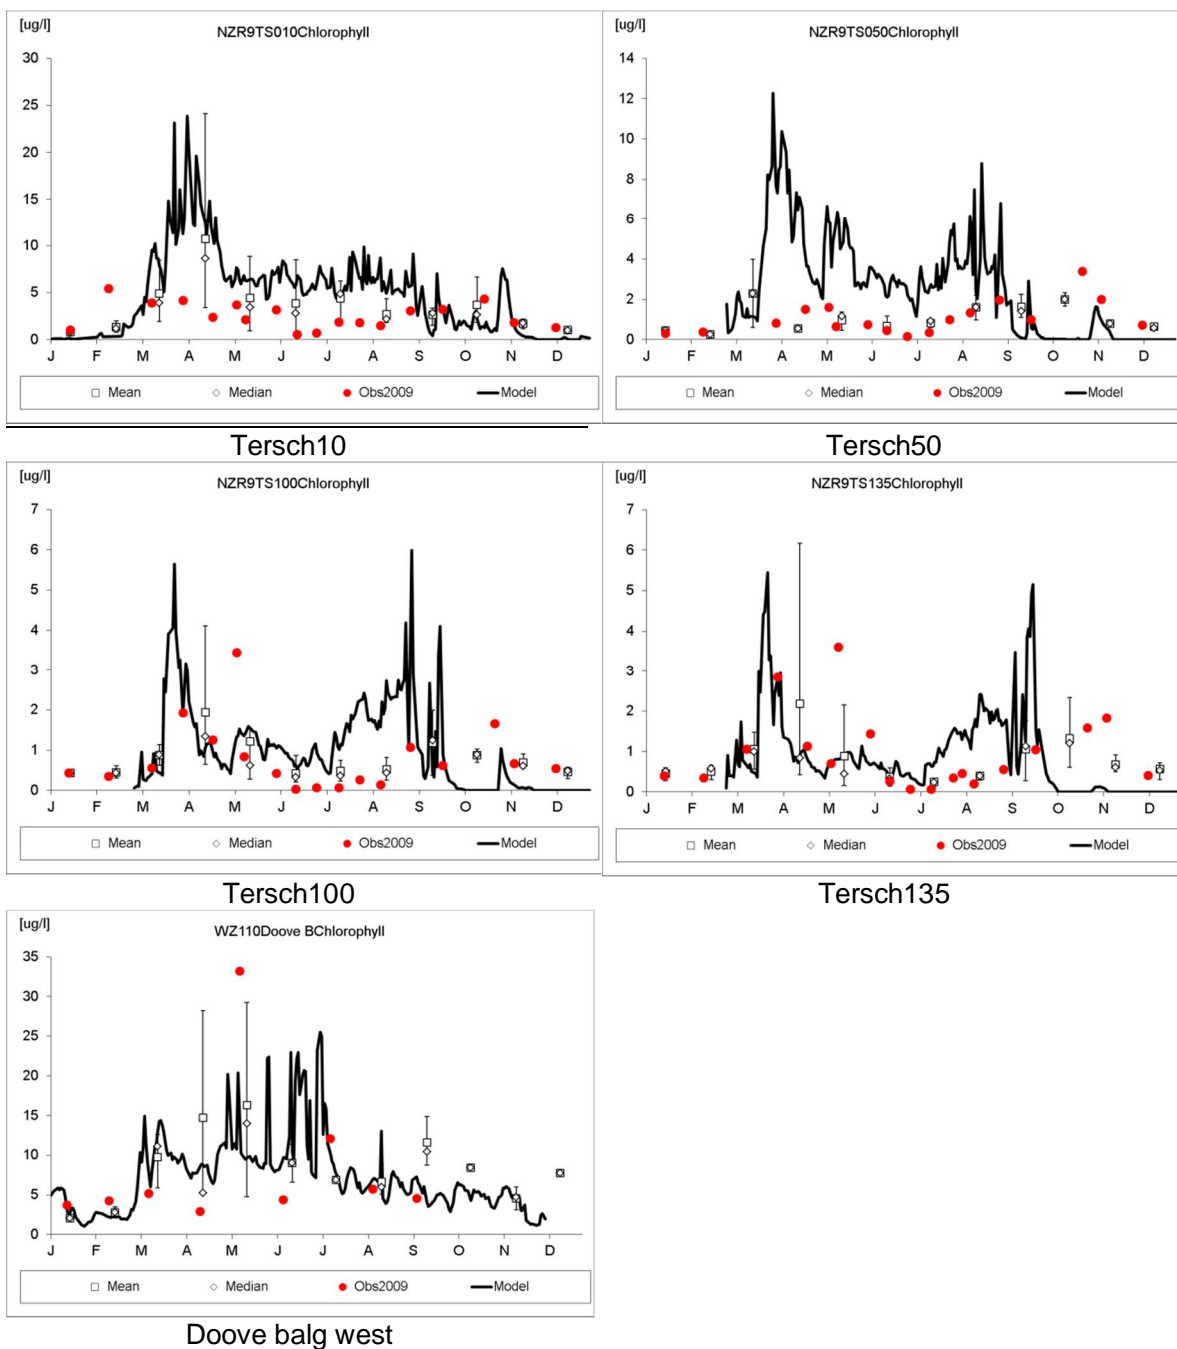 [ug/l]
NZR9TS010Chlorophyll
30
25
20
15
10
5
0
J F M A M J J A S O N D
Mean Median Obs2009 Model
Tersch10
[ug/l]
NZR9TS050Chlorophyll
14
12
10
8
6
4
2
0
J F M A M J J A S O N D
Mean Median Obs2009 Model
Tersch50
[ug/l]
NZR9TS100Chlorophyll
7
6
5
4
3
2
1
0
J F M A M J J A S O N D
Mean Median Obs2009 Model
Tersch100
[ug/l]
NZR9TS135Chlorophyll
7
6
5
4
3
2
1
0
J F M A M J J A S O N D
Mean Median Obs2009 Model
Tersch135
[ug/l]
WZ110Doove BChlorophyll
35
30
25
20
15
10
5
0
J F M A M J J A S O N D
Mean Median Obs2009 Model
Doove balg west